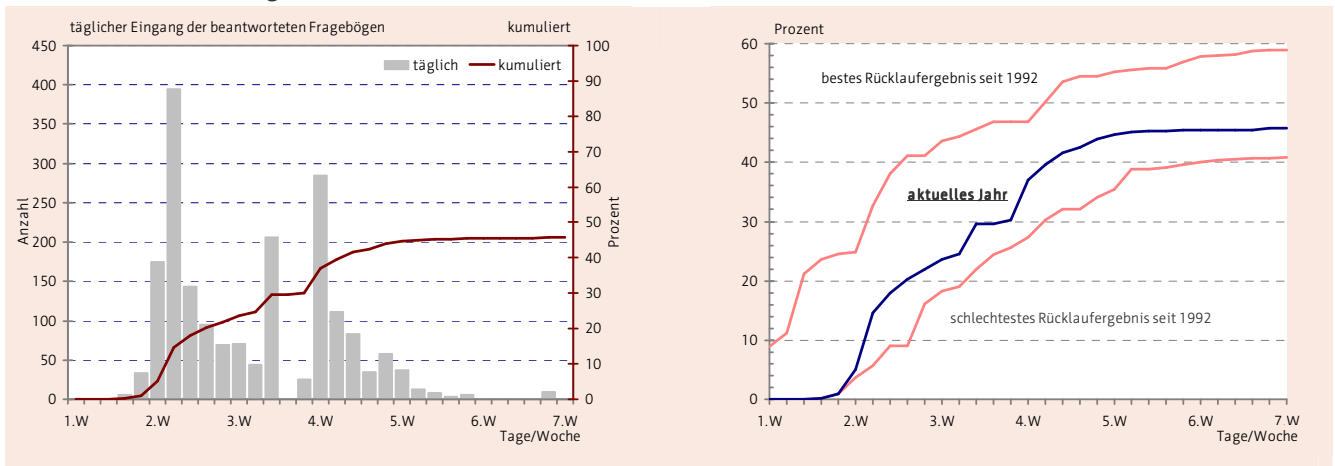 täglicher Eingang der beantworteten Fragebögen
kumuliert
450
400
350
300
250
200
150
100
50
0
Anzahl
täglich
kumuliert
100
90
80
70
60
50
40
30
20
10
0
Prozent
1.W
2.W
3.W
4.W
5.W
7.W
Tage/Woche
Prozent
60
50
40
30
20
10
0
bestes Rücklaufergebnis seit 1992
aktuelles Jahr
schlechtestes Rücklaufergebnis seit 1992
1.W
2.W
3.W
4.W
5.W
7.W
Tage/Woche